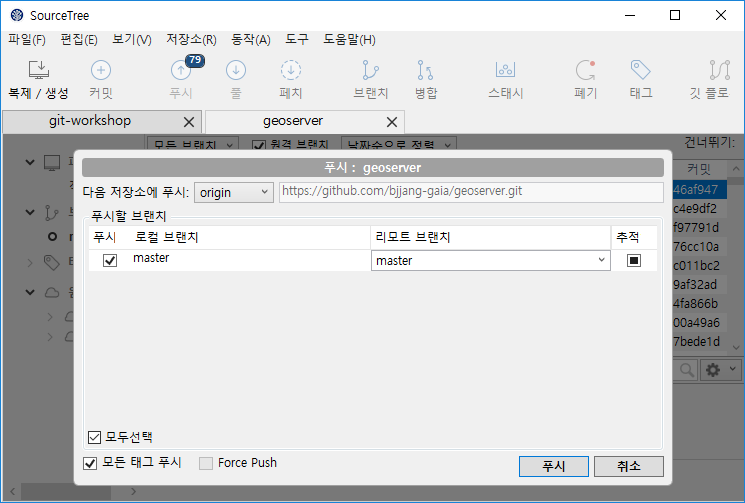 SourceTree
파일(F) 편집(E) 보기(V) 저장소(R) 동작(A) 도구 도움말(H)
79
복제 / 생성 커밋 푸시 풀 페치 브랜치 병합 스태시 폐기 태그 깃 플로
git-workshop geoserver
모든 브랜치 원격 브랜치 날짜순으로 정렬 건너뛰기:
푸시 : geoserver
커밋
다음 저장소에 푸시: origin https://github.com/bjjang-gaia/geoserver.git
46af947
푸시할 브랜치
c4e9df2
푸시 로컬 브랜치 리모트 브랜치 추적
f97791d
master master
76cc10a
c011bc2
9af32ad
4fa866b
00a49a6
7bede1d
모두선택
모든 태그 푸시 Force Push
푸시 취소